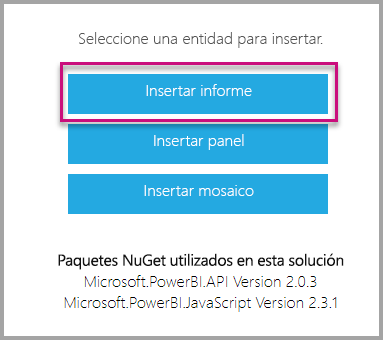 Seleccione una entidad para insertar.
Insertar informe
Insertar panel
Insertar mosaico
Paquetes NuGet utilizados en esta solución
Microsoft.PowerBI.API Version 2.0.3
Microsoft.PowerBI.JavaScript Version 2.3.1